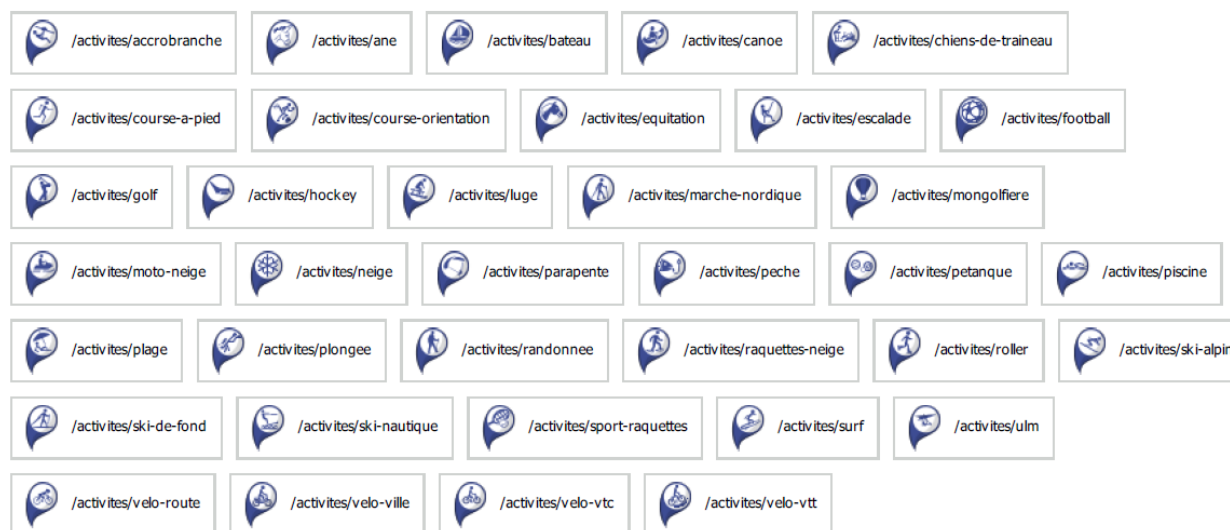 /activites/accrobranche /activites/ane /activites/bateau /activites/canoe /activites/chiens-de-traineau
/activites/course-a-pied /activites/course-orientation /activites/equitation /activites/escalade /activites/football
/activites/golf /activites/hockey /activites/luge /activites/marche-nordique /activites/mongolfiere
/activites/moto-neige /activites/neige /activites/parapente /activites/peche /activites/petanque /activites/piscine
/activites/plage /activites/plongee /activites/randonnee /activites/raquettes-neige /activites/roller /activites/ski-alpin
/activites/ski-de-fond /activites/ski-nautique /activites/sport-raquettes /activites/surf /activites/ulm
/activites/velo-route /activites/velo-ville /activites/velo-vtc /activites/velo-vtt